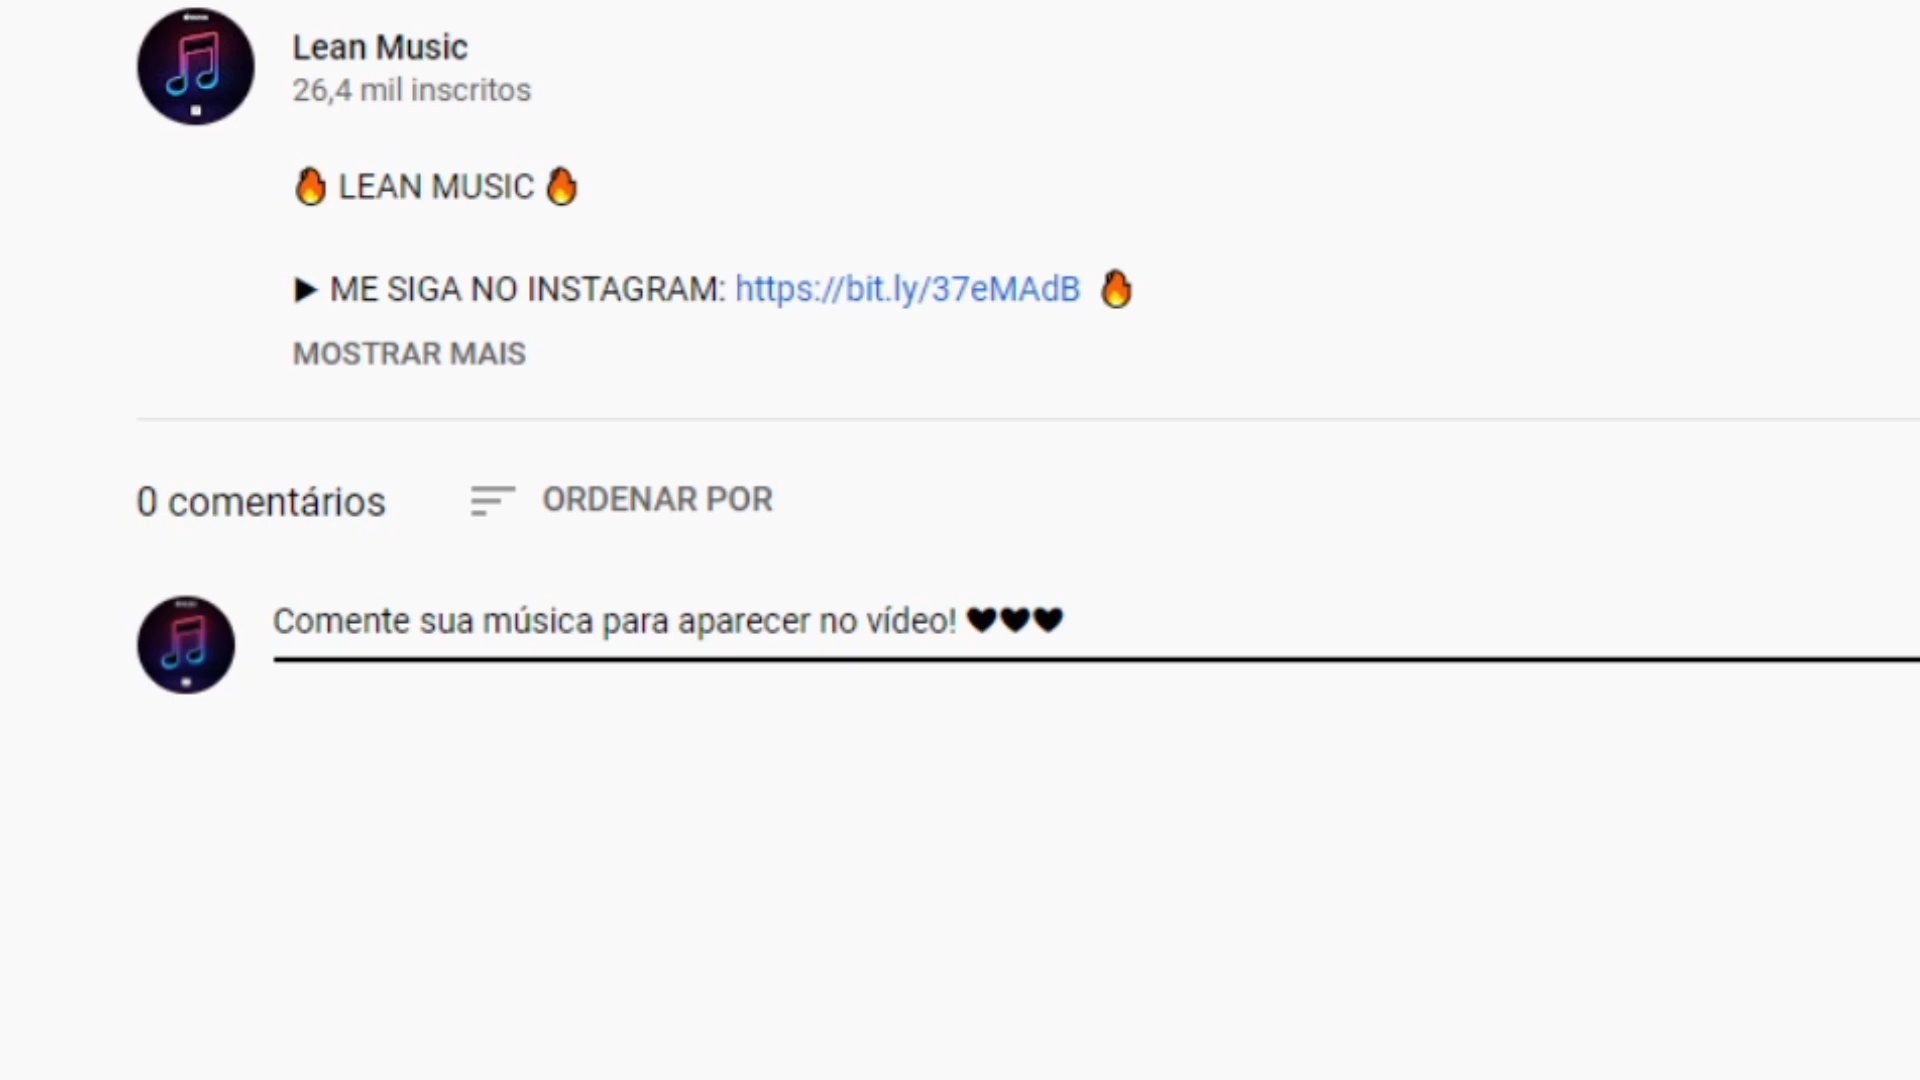 Lean Music
26,4 mil inscritos
🔥 LEAN MUSIC 🔥
► ME SIGA NO INSTAGRAM: https://bit.ly/37eMAdB 🔥
MOSTRAR MAIS
0 comentários ORDENAR POR
Comente sua música para aparecer no vídeo! 🖤🖤🖤